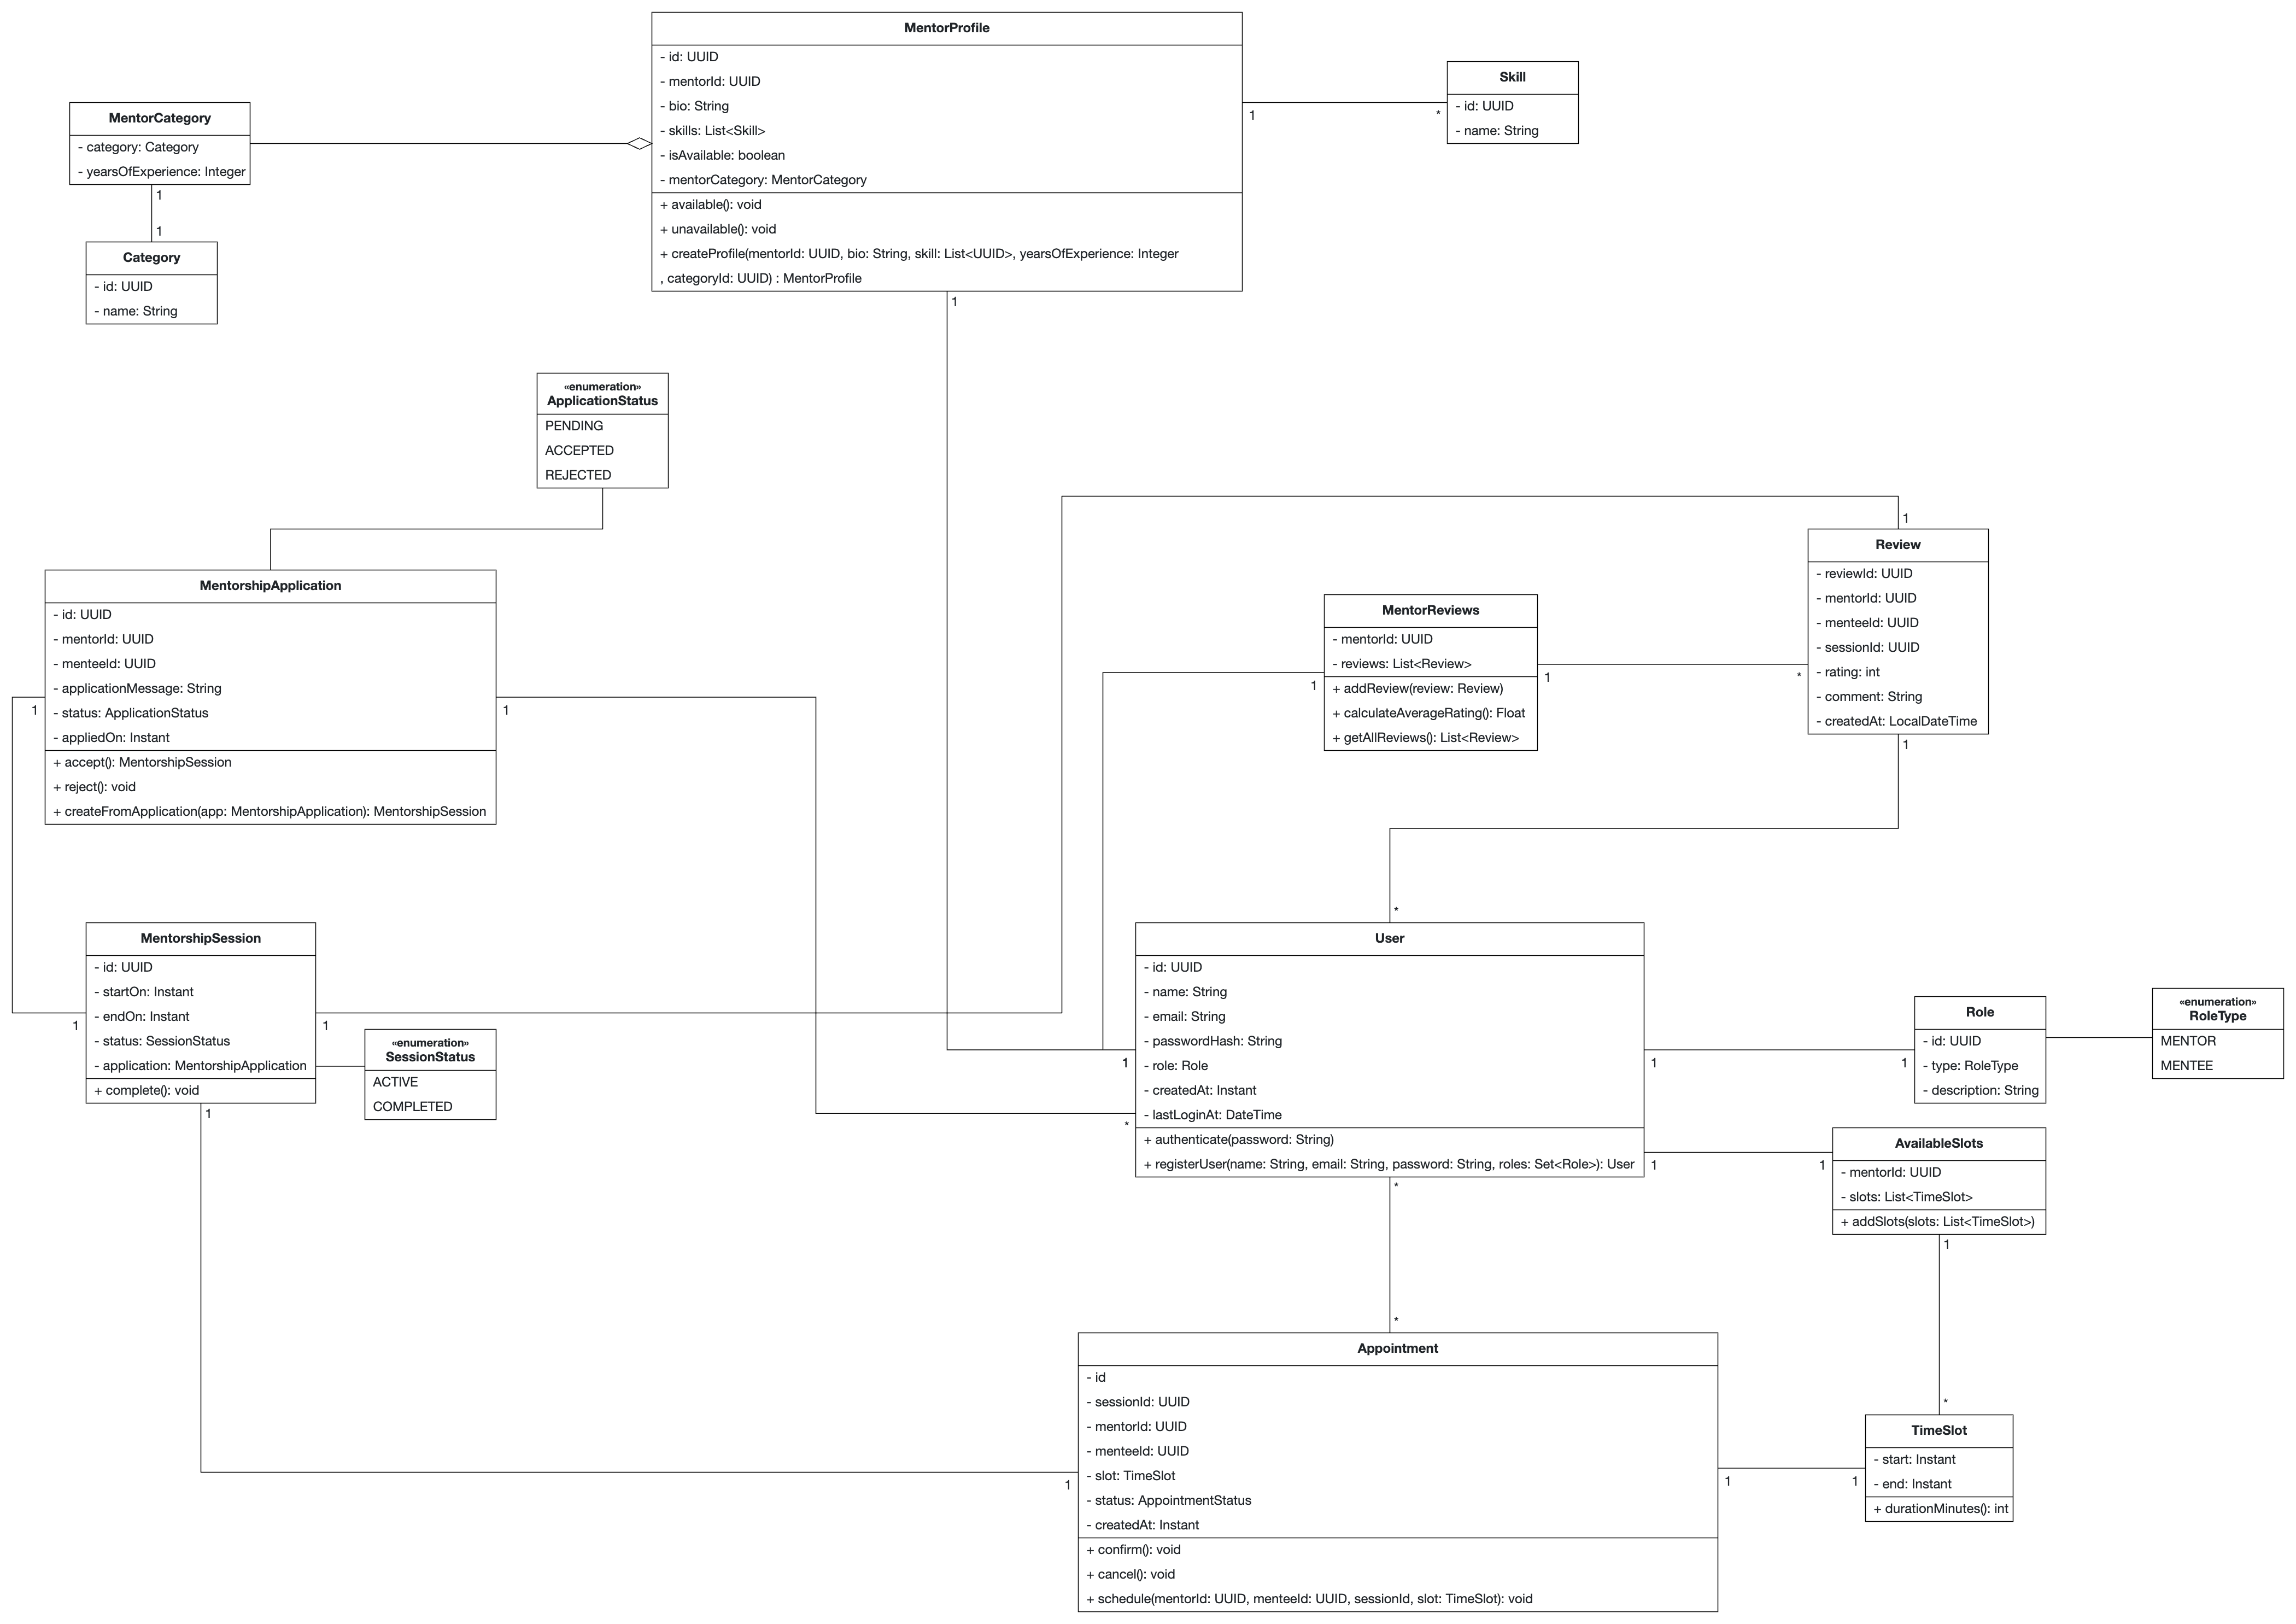 MentorProfile
- id: UUID
- mentorId: UUID
- bio: String
- skills: List<Skill>
- isAvailable: boolean
- mentorCategory: MentorCategory
+ available(): void
+ unavailable(): void
+ createProfile(mentorId: UUID, bio: String, skill: List<UUID>, yearsOfExperience: Integer
, categoryId: UUID) : MentorProfile
1
1
*
Skill
- id: UUID
- name: String
MentorCategory
- category: Category
- yearsOfExperience: Integer
1
1
Category
- id: UUID
- name: String
«enumeration»
ApplicationStatus
PENDING
ACCEPTED
REJECTED
MentorshipApplication
- id: UUID
- mentorId: UUID
- menteeId: UUID
- applicationMessage: String
- status: ApplicationStatus
- appliedOn: Instant
+ accept(): MentorshipSession
+ reject(): void
+ createFromApplication(app: MentorshipApplication): MentorshipSession
1
1
1
Review
- reviewId: UUID
- mentorId: UUID
- menteeId: UUID
- sessionId: UUID
- rating: int
- comment: String
- createdAt: LocalDateTime
1
MentorReviews
- mentorId: UUID
- reviews: List<Review>
+ addReview(review: Review)
+ calculateAverageRating(): Float
+ getAllReviews(): List<Review>
1
1
*
MentorshipSession
- id: UUID
- startOn: Instant
- endOn: Instant
- status: SessionStatus
- application: MentorshipApplication
+ complete(): void
1
1
1
«enumeration»
SessionStatus
ACTIVE
COMPLETED
*
User
- id: UUID
- name: String
- email: String
- passwordHash: String
- role: Role
- createdAt: Instant
- lastLoginAt: DateTime
+ authenticate(password: String)
+ registerUser(name: String, email: String, password: String, roles: Set<Role>): User
1
*
1
1
Role
- id: UUID
- type: RoleType
- description: String
«enumeration»
RoleType
MENTOR
MENTEE
1
1
AvailableSlots
- mentorId: UUID
- slots: List<TimeSlot>
+ addSlots(slots: List<TimeSlot>)
1
*
*
*
Appointment
- id
- sessionId: UUID
- mentorId: UUID
- menteeId: UUID
- slot: TimeSlot
- status: AppointmentStatus
- createdAt: Instant
+ confirm(): void
+ cancel(): void
+ schedule(mentorId: UUID, menteeId: UUID, sessionId, slot: TimeSlot): void
1
1
1
TimeSlot
- start: Instant
- end: Instant
+ durationMinutes(): int